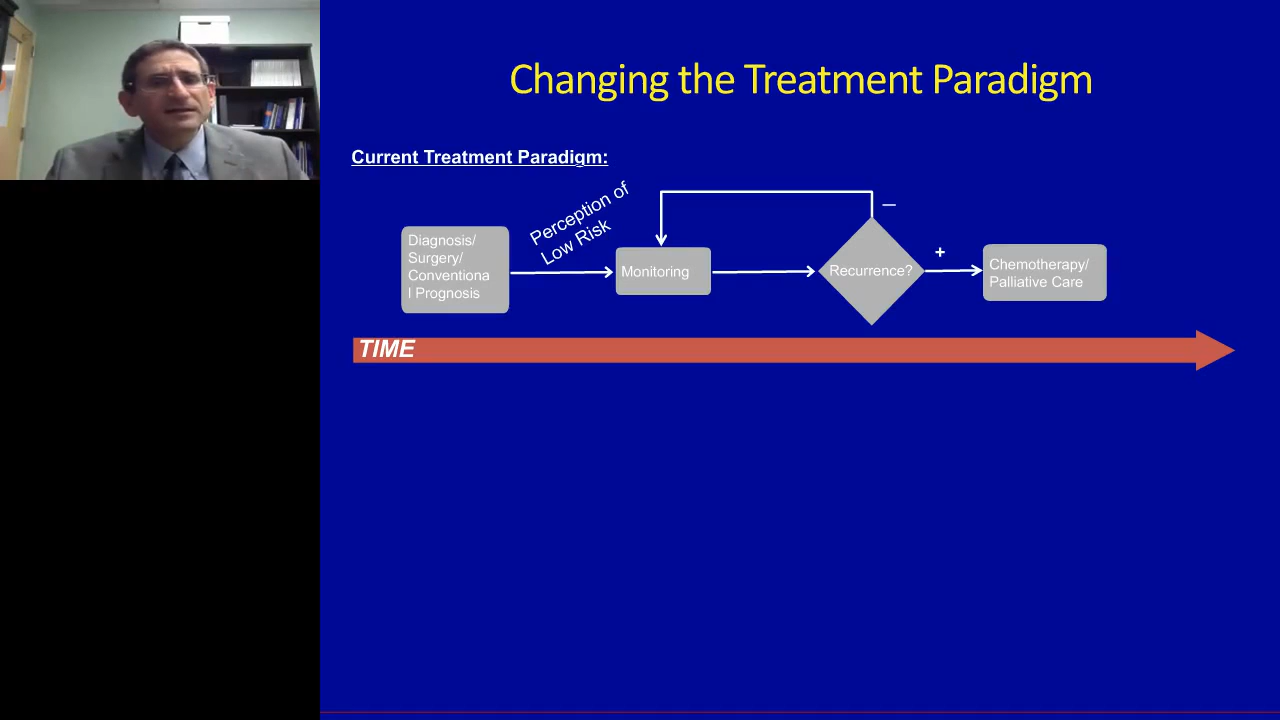 Changing the Treatment Paradigm
Current Treatment Paradigm:
Perception of
Low Risk
Diagnosis/
Surgery/
Conventiona
l Prognosis
Monitoring
Recurrence?
—
+
Chemotherapy/
Palliative Care
TIME